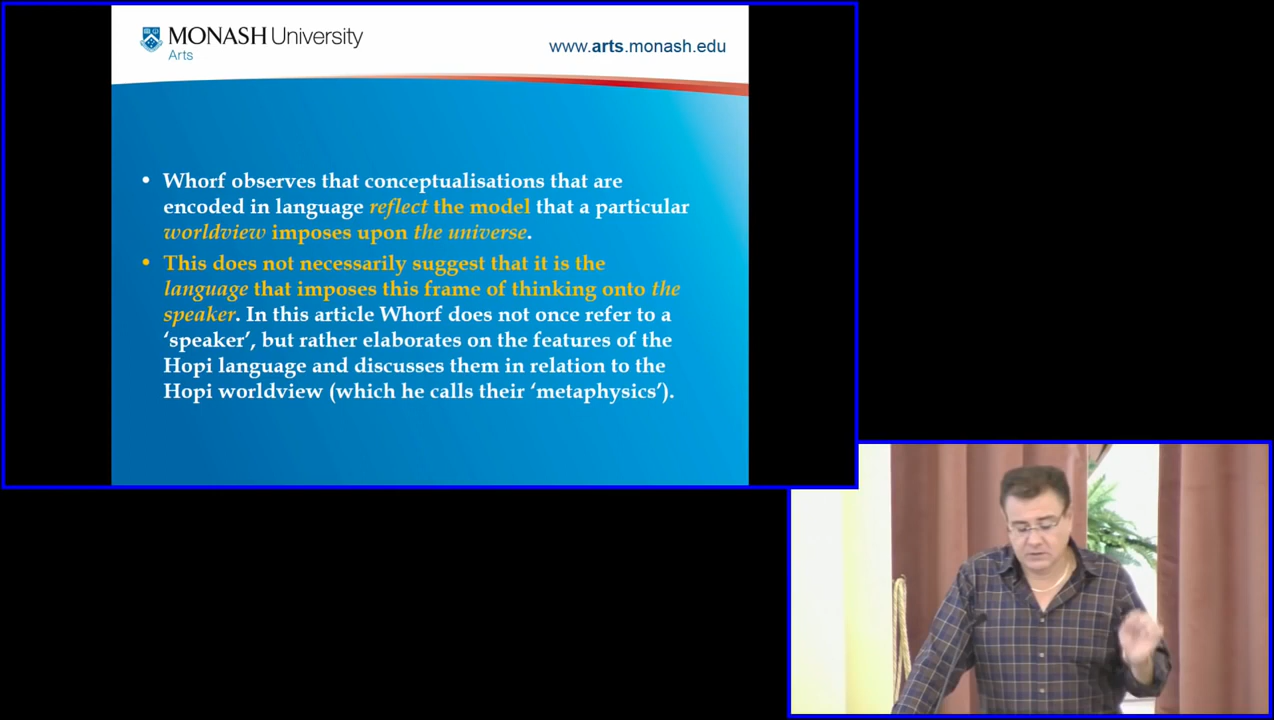 MONASH University
Arts
www.arts.monash.edu
• Whorf observes that conceptualisations that are
encoded in language reflect the model that a particular
worldview imposes upon the universe.
• This does not necessarily suggest that it is the
language that imposes this frame of thinking onto the
speaker. In this article Whorf does not once refer to a
‘speaker’, but rather elaborates on the features of the
Hopi language and discusses them in relation to the
Hopi worldview (which he calls their ‘metaphysics’).